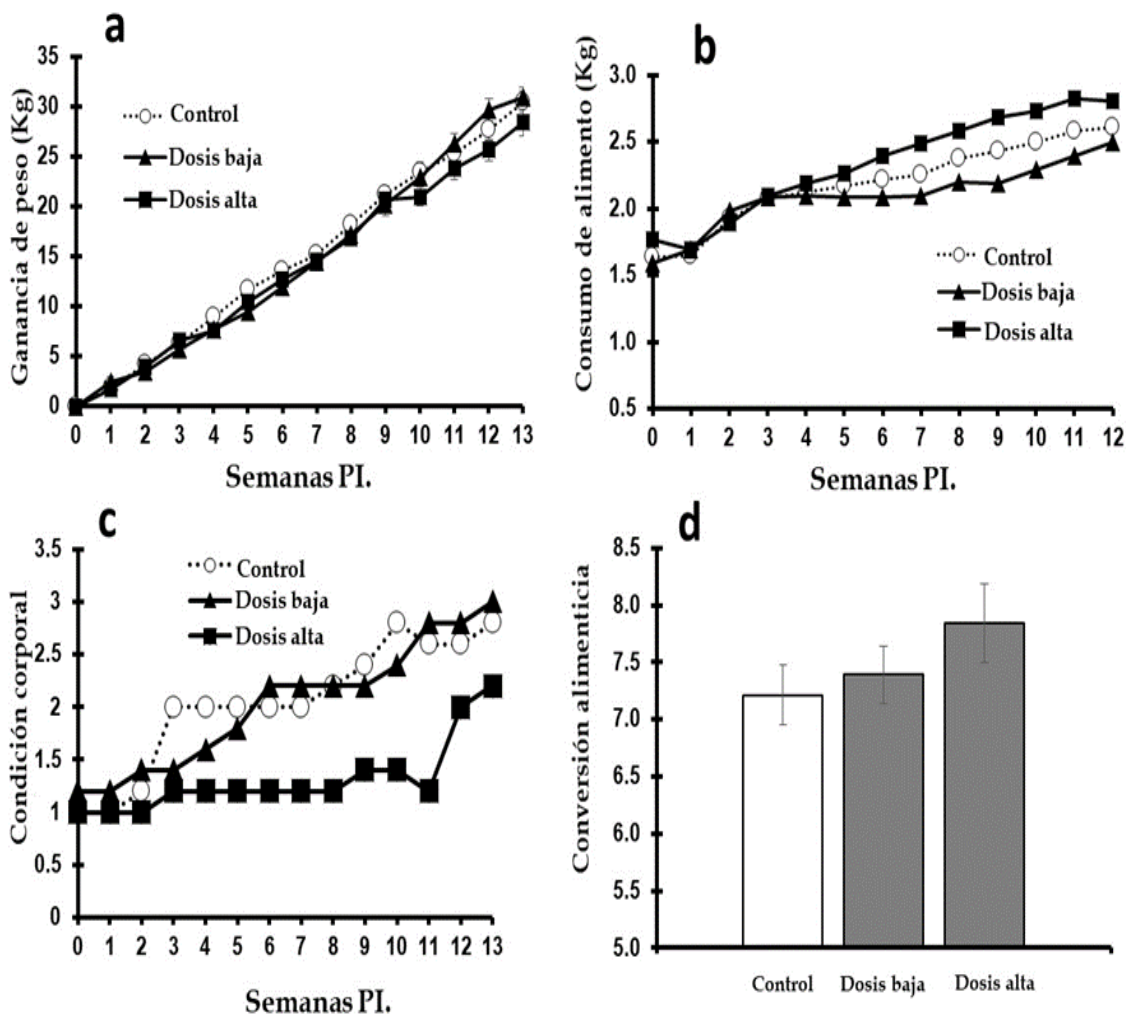 a
Ganancia de peso (Kg)
35
30
25
20
15
10
5
0
Control
Dosis baja
Dosis alta
0 1 2 3 4 5 6 7 8 9 10 11 12 13
Semanas PI.
b
Consumo de alimento (Kg)
3.0
2.5
2.0
1.5
1.0
0.5
Control
Dosis baja
Dosis alta
0 1 2 3 4 5 6 7 8 9 10 11 12
Semanas PI.
c
Condición corporal
3.5
3
2.5
2
1.5
1
0.5
0
Control
Dosis baja
Dosis alta
0 1 2 3 4 5 6 7 8 9 10 11 12 13
Semanas PI.
d
Conversión alimenticia
8.5
8.0
7.5
7.0
6.5
6.0
5.5
5.0
Control Dosis baja Dosis alta